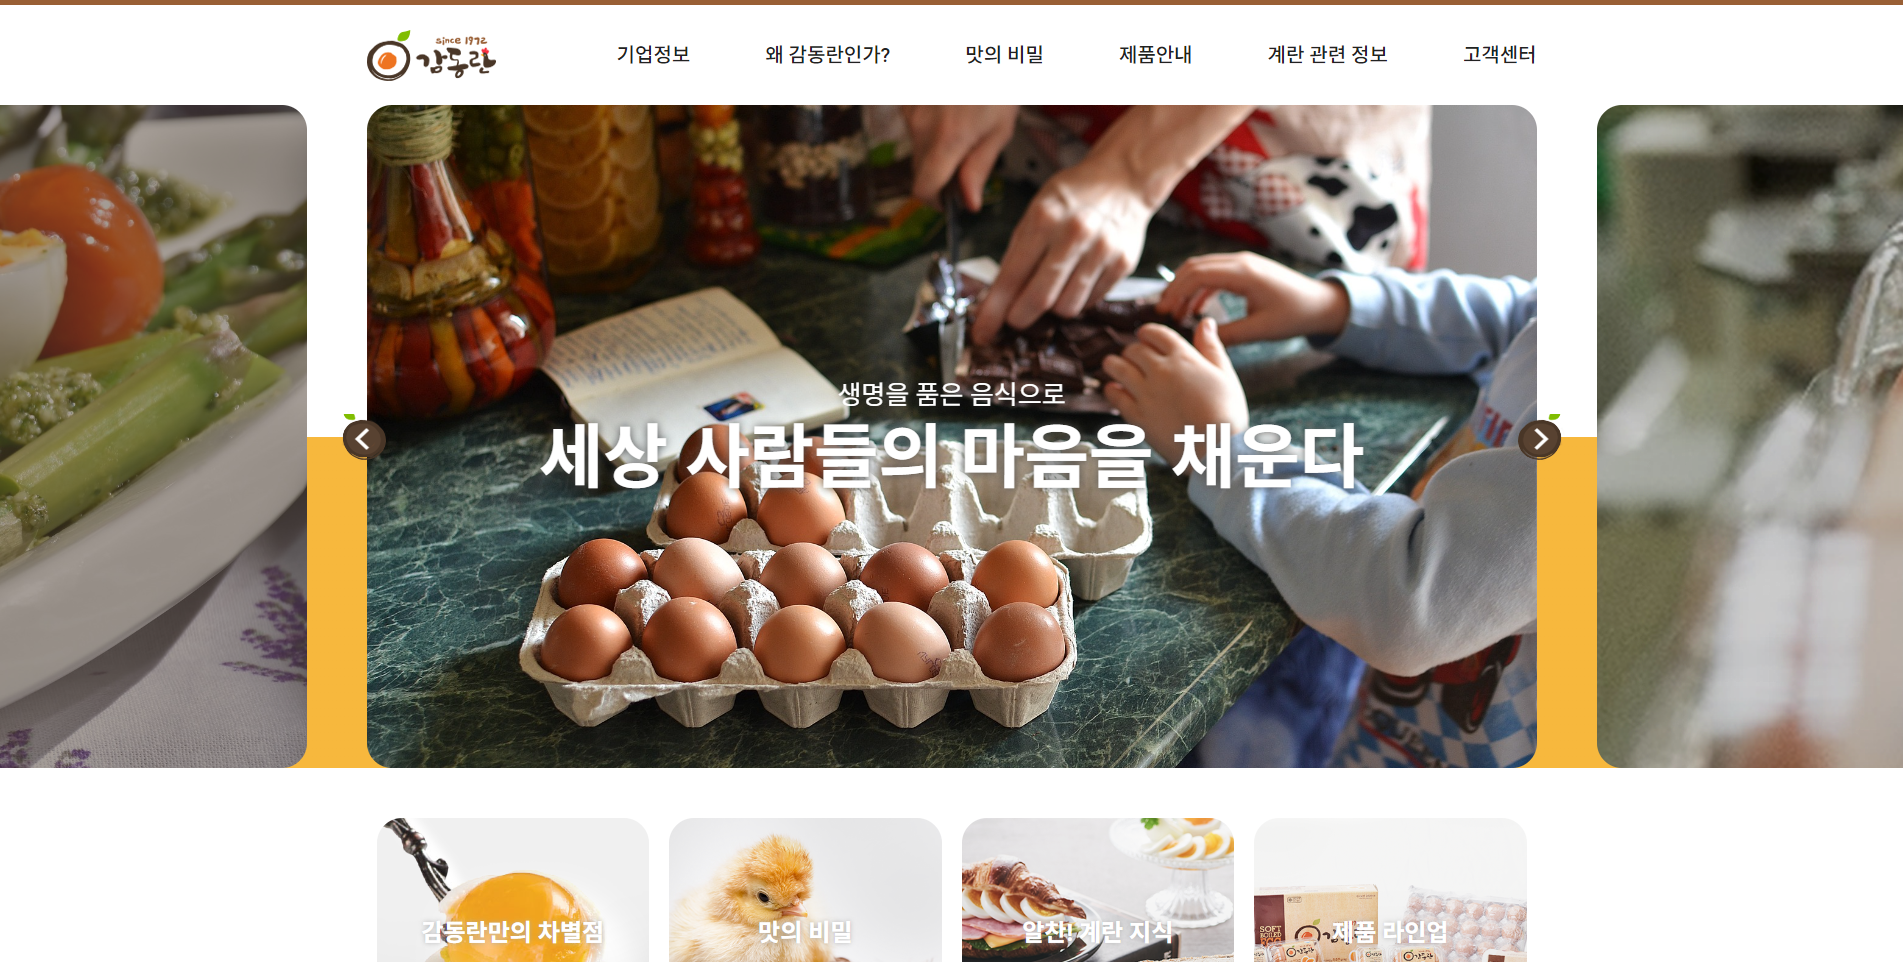 since 1972
감동란
기업정보
왜 감동란인가?
맛의 비밀
제품안내
계란 관련 정보
고객센터
생명을 품은 음식으로
세상 사람들의 마음을 채운다
감동란만의 차별점
맛의 비밀
알찬! 계란 지식
제품 라인업
SOFT
BOILED
EGG